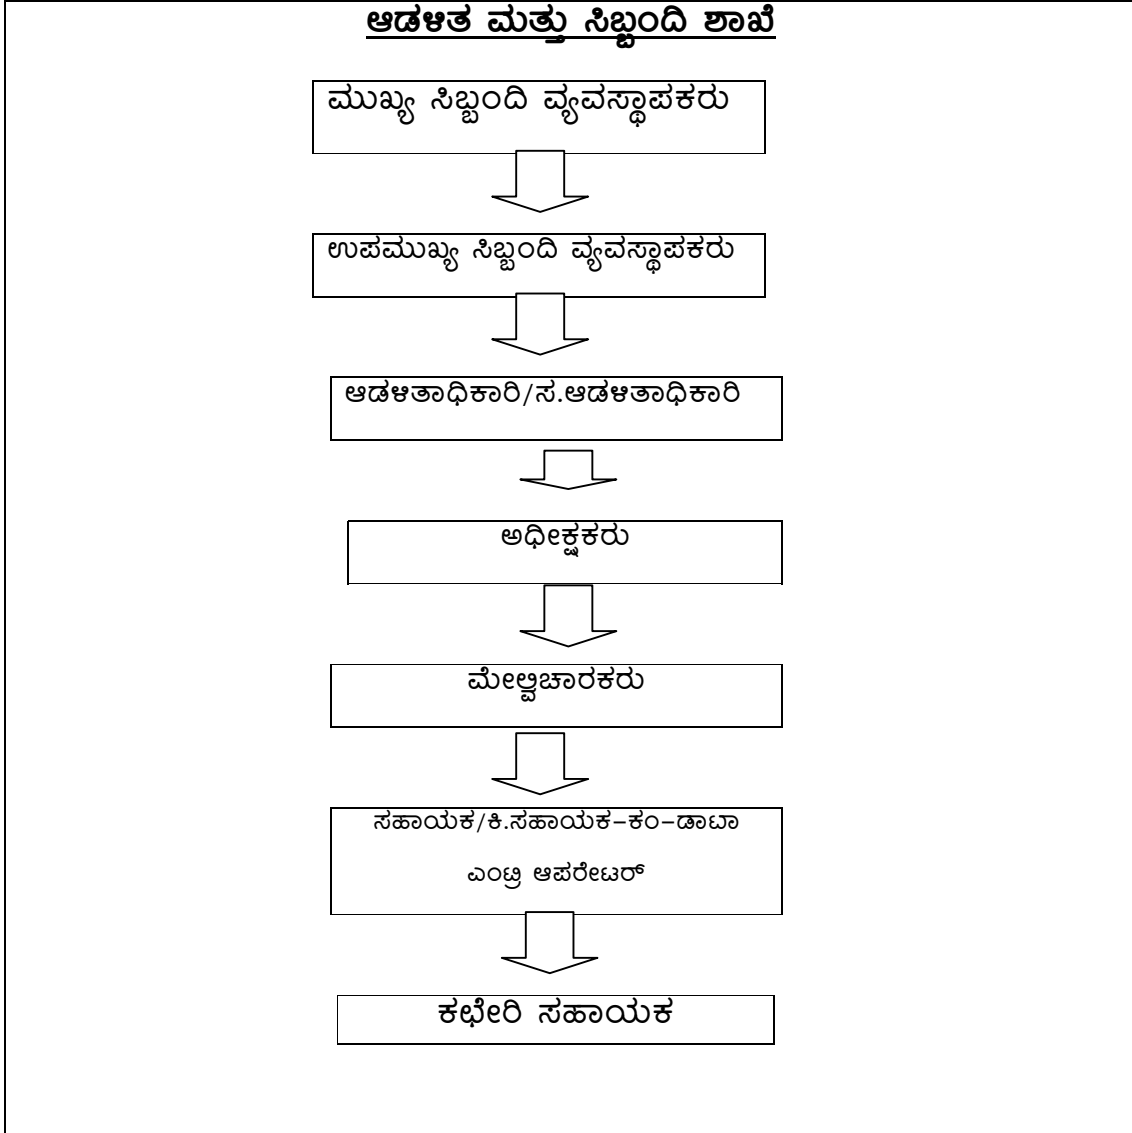 ಆಡಳಿತ ಮತ್ತು ಸಿಬ್ಬಂದಿ ಶಾಖೆ
ಮುಖ್ಯ ಸಿಬ್ಬಂದಿ ವ್ಯವಸ್ಥಾಪಕರು
ಉಪಮುಖ್ಯ ಸಿಬ್ಬಂದಿ ವ್ಯವಸ್ಥಾಪಕರು
ಆಡಳಿತಾಧಿಕಾರಿ/ಸ.ಆಡಳಿತಾಧಿಕಾರಿ
ಅಧೀಕ್ಷಕರು
ಮೇಲ್ವಿಚಾರಕರು
ಸಹಾಯಕ/ಕಿ.ಸಹಾಯಕ–ಕಂ–ಡಾಟಾ
ಎಂಟ್ರಿ ಆಪರೇಟರ್
ಕಛೇರಿ ಸಹಾಯಕ